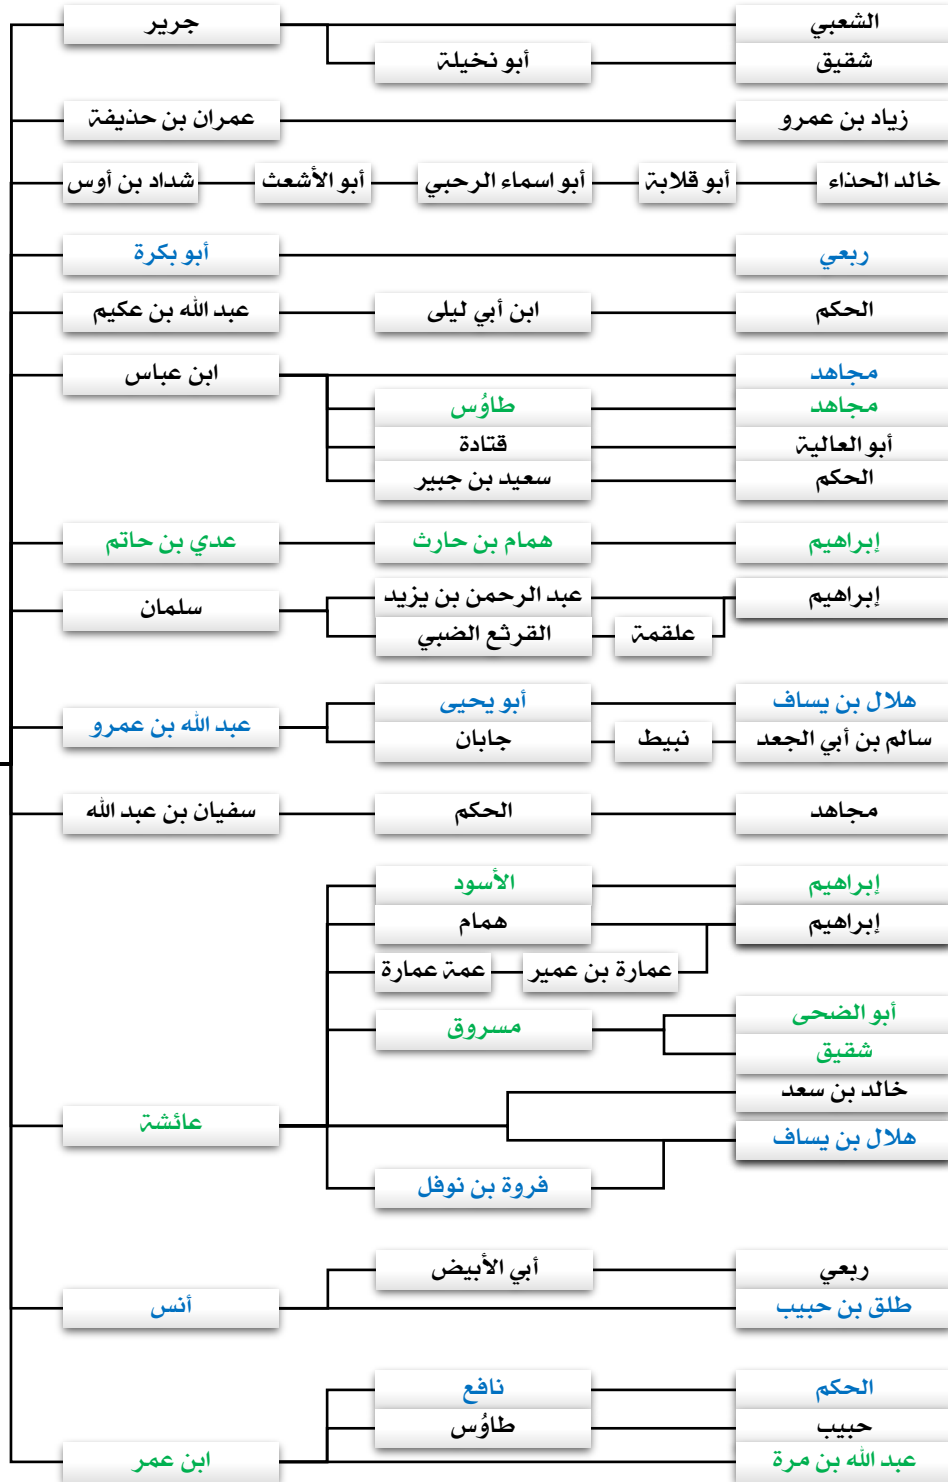 الشعبي
جرير
شقيق
أبو نخيلة
زياد بن عمرو
عمران بن حذيفة
خالد الحذاء
أبو قلابة
أبو اسماء الرحبي
أبو الأشعث
شداد بن أوس
ربعي
أبو بكرة
الحكم
ابن أبي ليلى
عبد الله بن عكيم
مجاهد
ابن عباس
مجاهد
طاوُس
أبو العالية
قتادة
الحكم
سعيد بن جبير
إبراهيم
همام بن حارث
عدي بن حاتم
إبراهيم
عبد الرحمن بن يزيد
سلمان
علقمة
القرثع الضبي
هلال بن يساف
أبو يحيى
عبد الله بن عمرو
سالم بن أبي الجعد
نبيط
جابان
مجاهد
الحكم
سفيان بن عبد الله
إبراهيم
الأسود
إبراهيم
همام
عمارة بن عمير
عمة عمارة
أبو الضحى
مسروق
شقيق
خالد بن سعد
عائشة
هلال بن يساف
فروة بن نوفل
ربعي
أبي الأبيض
طلق بن حبيب
أنس
الحكم
نافع
حبيب
طاوُس
عبد الله بن مرة
ابن عمر